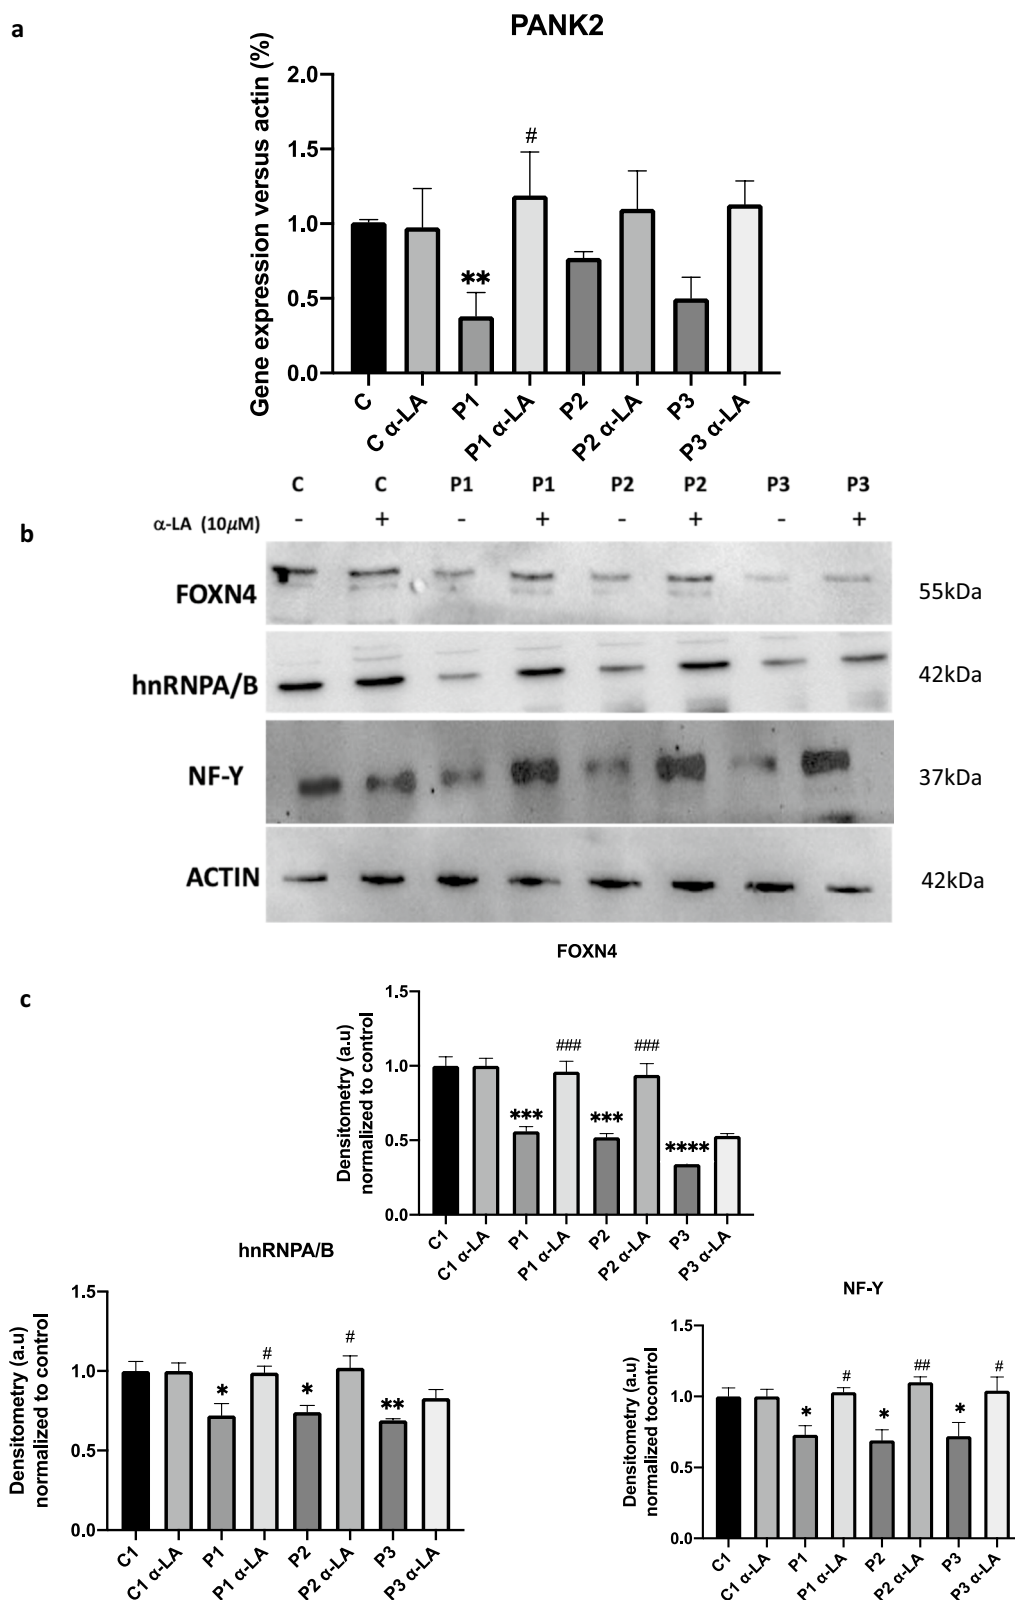 a
PANK2
Gene expression versus actin (%)
2.0
1.5
1.0
0.5
0.0
#
**
C
C α-LA
P1
P1 α-LA
P2
P2 α-LA
P3
P3 α-LA
b
C C P1 P1 P2 P2 P3 P3
α-LA (10μM) - + - + - + - +
FOXN4 55kDa
hnRNPA/B 42kDa
NF-Y 37kDa
ACTIN 42kDa
c
FOXN4
Densitometry (a.u)
normalized to control
1.5
1.0
0.5
0.0
***
###
***
###
****
C1
C1 α-LA
P1
P1 α-LA
P2
P2 α-LA
P3
P3 α-LA
hnRNPA/B
Densitometry (a.u)
normalized to control
1.5
1.0
0.5
0.0
*
#
*
#
**
C1
C1 α-LA
P1
P1 α-LA
P2
P2 α-LA
P3
P3 α-LA
NF-Y
Densitometry (a.u)
normalized tocontrol
1.5
1.0
0.5
0.0
*
#
*
##
*
#
C1
C1 α-LA
P1
P1 α-LA
P2
P2 α-LA
P3
P3 α-LA